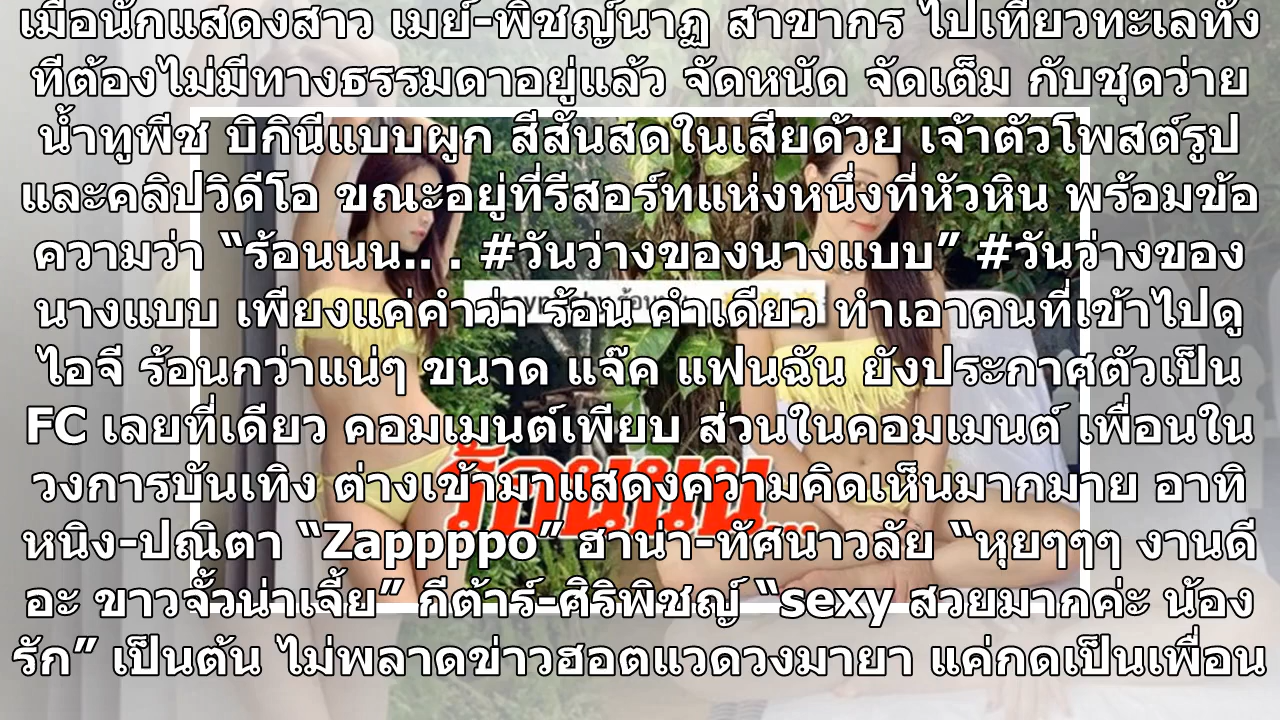 เมื่อนักแสดงสาว เมย์-พิชญ์นาฏ สาขากร ไปเที่ยวทะเลทั้ง
ทีต้องไม่มีทางธรรมดาอยู่แล้ว จัดหนัด จัดเต็ม กับชุดว่าย
น้ำทูพีช บิกินีแบบผูก สีสันสดในเสียด้วย เจ้าตัวโพสต์รูป
และคลิปวิดีโอ ขณะอยู่ที่รีสอร์ทแห่งหนึ่งที่หัวหิน พร้อมข้อ
ความว่า “ร้อนนน.. . #วันว่างของนางแบบ” #วันว่างของ
นางแบบ เพียงแค่คำว่า ร้อน คำเดียว ทำเอาคนที่เข้าไปดู
ไอจี ร้อนกว่าแน่ๆ ขนาด แจ๊ค แฟนฉัน ยังประกาศตัวเป็น
FC เลยที่เดียว คอมเมนต์เพียบ ส่วนในคอมเมนต์ เพื่อนใน
วงการบันเทิง ต่างเข้ามาแสดงความคิดเห็นมากมาย อาทิ
หนิง-ปณิตา “Zappppo” ฮาน่า-ทัศนาวลัย “หุยๆๆๆ งานดี
อะ ขาวจั้วน่าเจี้ย” กีต้าร์-ศิริพิชญ์ “sexy สวยมากค่ะ น้อง
รัก” เป็นต้น ไม่พลาดข่าวฮอตแวดวงมายา แค่กดเป็นเพื่อน
ร้อนนน...